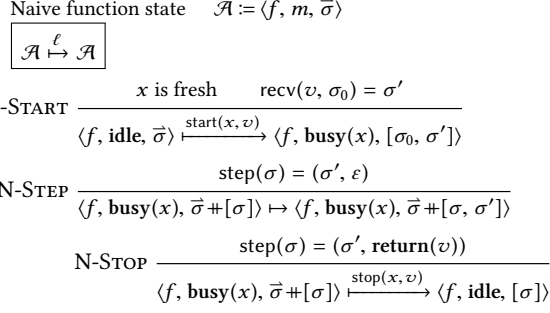 Naive function state 𝒜 ≔ ⟨f, m, σ⃗⟩
𝒜 ↦^ℓ 𝒜
-Start
x is fresh recv(v, σ₀) = σ′
⟨f, idle, σ⃗⟩ ↦^start(x, v) ⟨f, busy(x), [σ₀, σ′]⟩
N-Step
step(σ) = (σ′, ε)
⟨f, busy(x), σ⃗ ++ [σ]⟩ ↦ ⟨f, busy(x), σ⃗ ++ [σ, σ′]⟩
N-Stop
step(σ) = (σ′, return(v))
⟨f, busy(x), σ⃗ ++ [σ]⟩ ↦^stop(x, v) ⟨f, idle, [σ]⟩